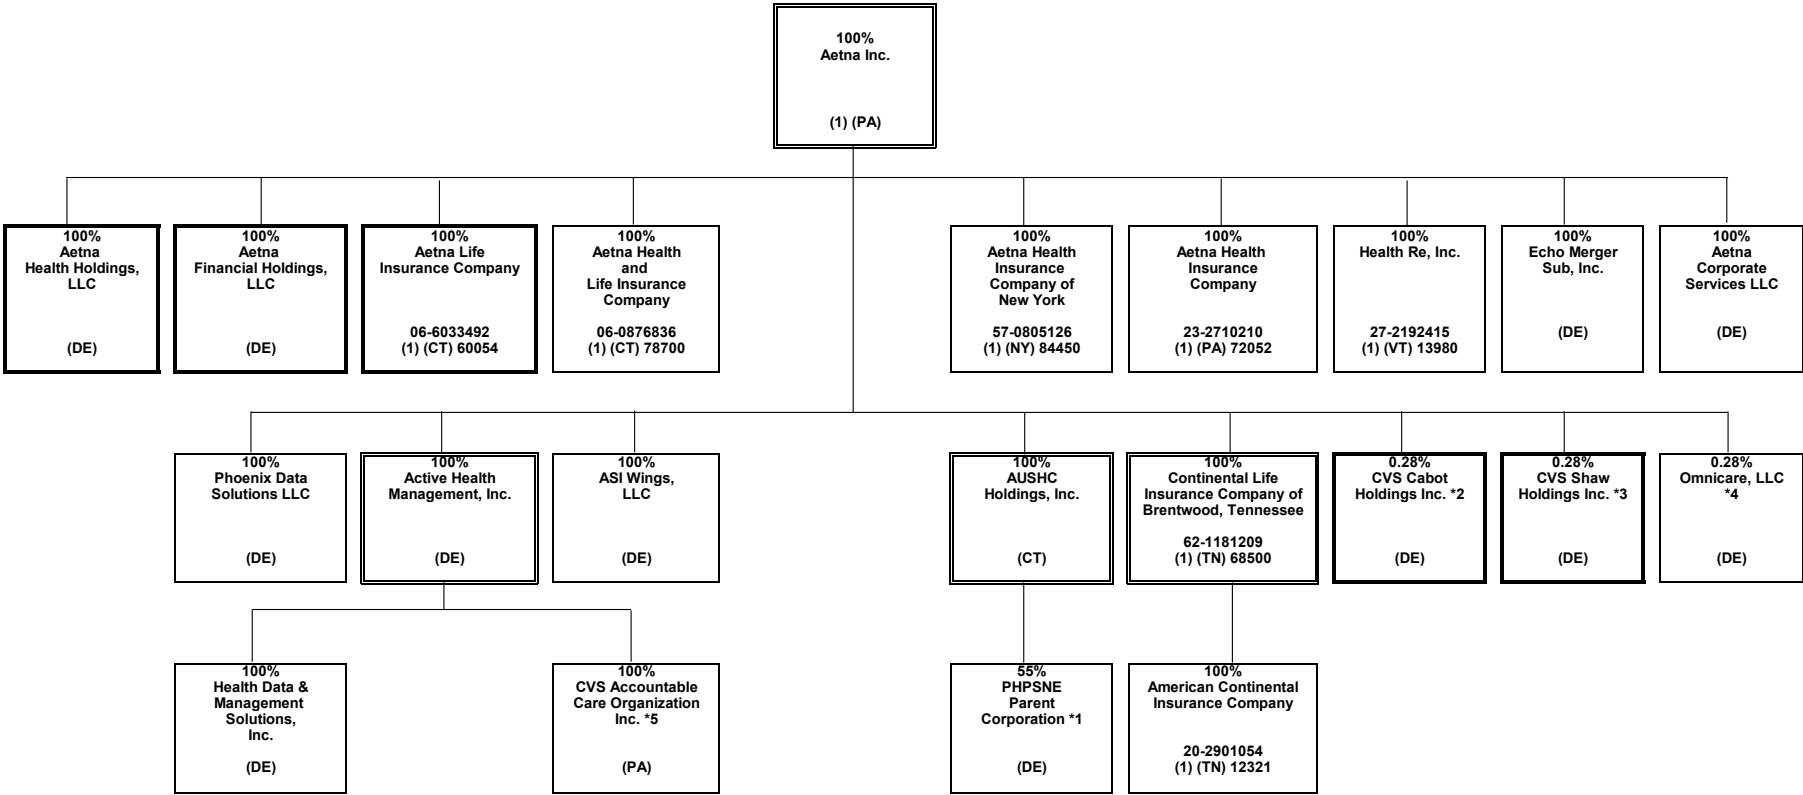 100%
Aetna Inc.
(1) (PA)
100%
Aetna
Health Holdings,
LLC
(DE)
100%
Aetna
Financial Holdings,
LLC
(DE)
100%
Aetna Life
Insurance Company
06-6033492
(1) (CT) 60054
100%
Aetna Health
and
Life Insurance
Company
06-0876836
(1) (CT) 78700
100%
Aetna Health
Insurance
Company of
New York
57-0805126
(1) (NY) 84450
100%
Aetna Health
Insurance
Company
23-2710210
(1) (PA) 72052
100%
Health Re, Inc.
27-2192415
(1) (VT) 13980
100%
Echo Merger
Sub, Inc.
(DE)
100%
Aetna
Corporate
Services LLC
(DE)
100%
Phoenix Data
Solutions LLC
(DE)
100%
Active Health
Management, Inc.
(DE)
100%
ASI Wings,
LLC
(DE)
100%
AUSHC
Holdings, Inc.
(CT)
100%
Continental Life
Insurance Company of
Brentwood, Tennessee
62-1181209
(1) (TN) 68500
0.28%
CVS Cabot
Holdings Inc. *2
(DE)
0.28%
CVS Shaw
Holdings Inc. *3
(DE)
0.28%
Omnicare, LLC
*4
(DE)
100%
Health Data &
Management
Solutions,
Inc.
(DE)
100%
CVS Accountable
Care Organization
Inc. *5
(PA)
55%
PHPSNE
Parent
Corporation *1
(DE)
100%
American Continental
Insurance Company
20-2901054
(1) (TN) 12321